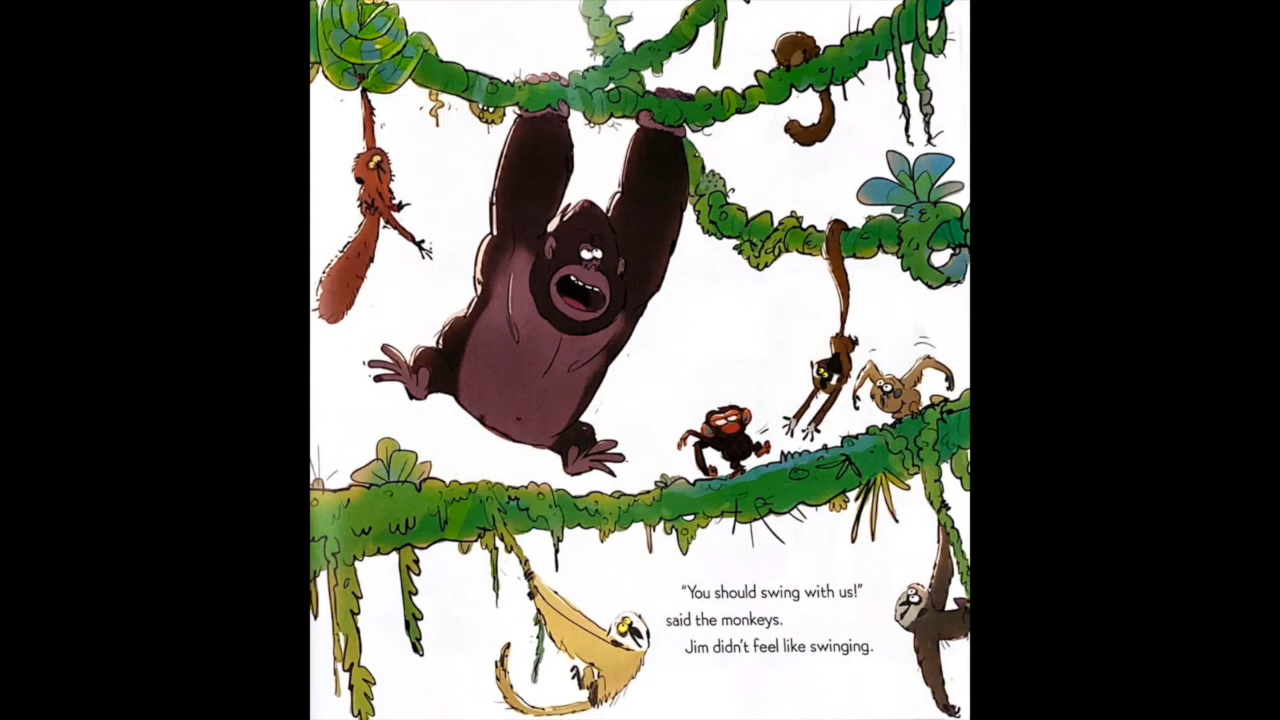 "You should swing with us!"
said the monkeys.
Jim didn't feel like swinging.